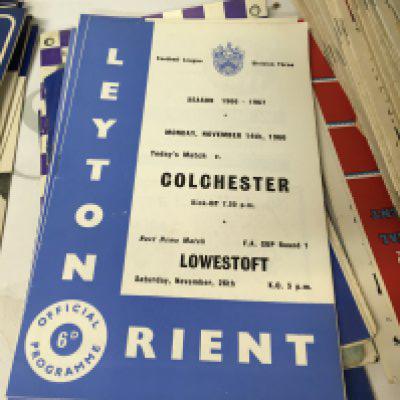 LEYTON
Football League Division Three
SEASON 1966 - 1967
MONDAY, NOVEMBER 14th, 1966
Today's Match v.
COLCHESTER
Kick-off 7.30 p.m.
Next Home Match F.A. CUP Round 1
LOWESTOFT
Saturday, November, 26th K.O. 3 p.m.
OFFICIAL
6D
PROGRAMME
RIENT